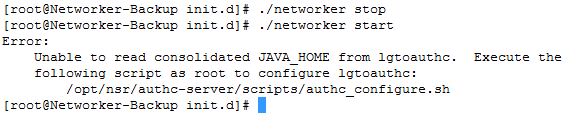 [root@Networker-Backup init.d]# ./networker stop
[root@Networker-Backup init.d]# ./networker start
Error:
    Unable to read consolidated JAVA_HOME from lgtoauthc.  Execute the
    following script as root to configure lgtoauthc:
        /opt/nsr/authc-server/scripts/authc_configure.sh
[root@Networker-Backup init.d]#